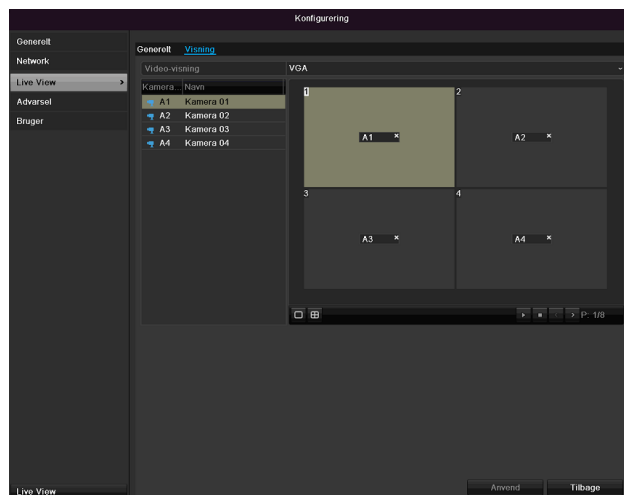 Konfigurering
Generelt
Network
Live View >
Advarsel
Bruger
Live View
Generelt Visning
Video-visning VGA
Kamera... Navn
A1 Kamera 01
A2 Kamera 02
A3 Kamera 03
A4 Kamera 04
1 2
A1 × A2 ×
3 4
A3 × A4 ×
P: 1/8
Anvend Tilbage